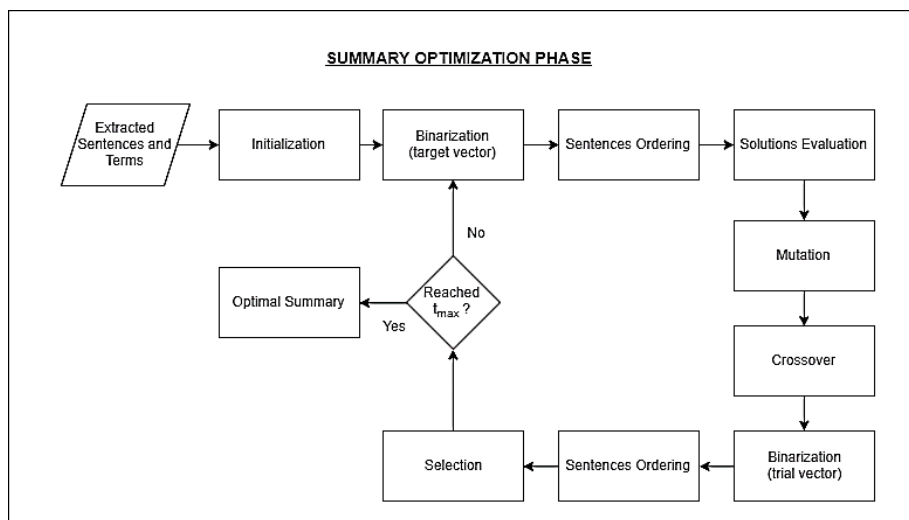 SUMMARY OPTIMIZATION PHASE
Extracted
Sentences and
Terms
Initialization
Binarization
(target vector)
Sentences Ordering
Solutions Evaluation
No
Mutation
Optimal Summary
Reached
tmax ?
Yes
Crossover
Selection
Sentences Ordering
Binarization
(trial vector)